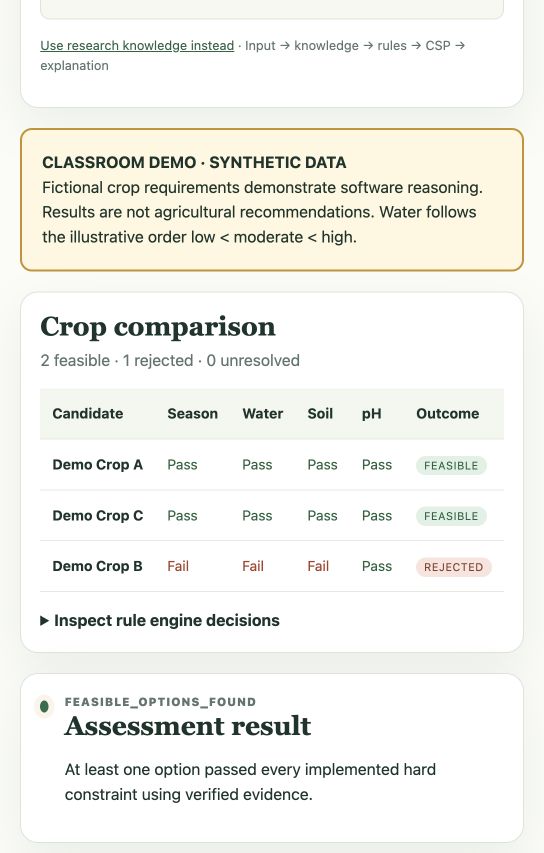 Use research knowledge instead · Input → knowledge → rules → CSP →
explanation
CLASSROOM DEMO · SYNTHETIC DATA
Fictional crop requirements demonstrate software reasoning.
Results are not agricultural recommendations. Water follows
the illustrative order low < moderate < high.
Crop comparison
2 feasible · 1 rejected · 0 unresolved
Candidate Season Water Soil pH Outcome
Demo Crop A Pass Pass Pass Pass FEASIBLE
Demo Crop C Pass Pass Pass Pass FEASIBLE
Demo Crop B Fail Fail Fail Pass REJECTED
▶ Inspect rule engine decisions
FEASIBLE_OPTIONS_FOUND
Assessment result
At least one option passed every implemented hard
constraint using verified evidence.